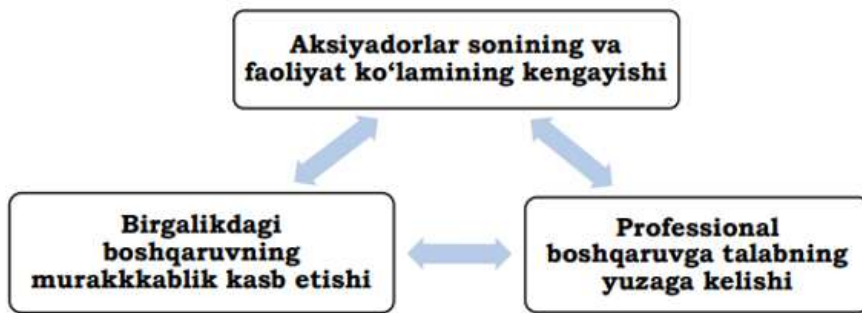 Aksiyadorlar sonining va
faoliyat ko‘lamining kengayishi
Birgalikdagi
boshqaruvning
murakkkablik kasb etishi
Professional
boshqaruvga talabning
yuzaga kelishi